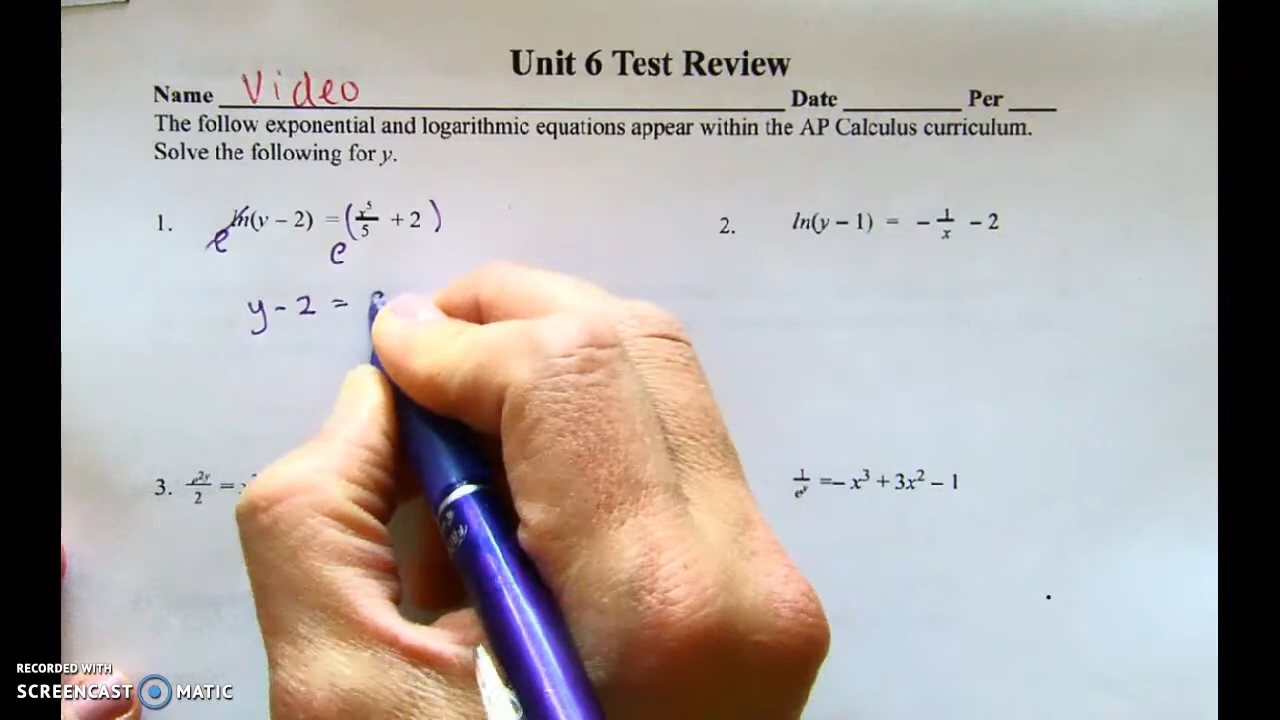 Unit 6 Test Review
Name Video Date Per
The follow exponential and logarithmic equations appear within the AP Calculus curriculum.
Solve the following for y.
1. e ln(y – 2) = e (x⁵/5 + 2)
2. ln(y – 1) = – 1/x – 2
y - 2 =
3. e²ʸ/2 =
1/eʸ = – x³ + 3x² – 1
RECORDED WITH
SCREENCAST MATIC